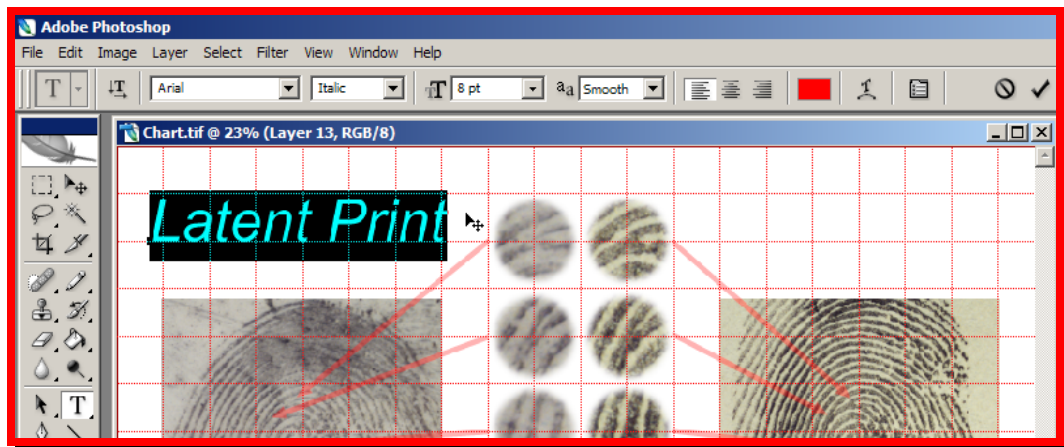 Adobe Photoshop
File Edit Image Layer Select Filter View Window Help
T T Arial Italic T 8 pt aa Smooth
Chart.tif @ 23% (Layer 13, RGB/8)
Latent Print
T